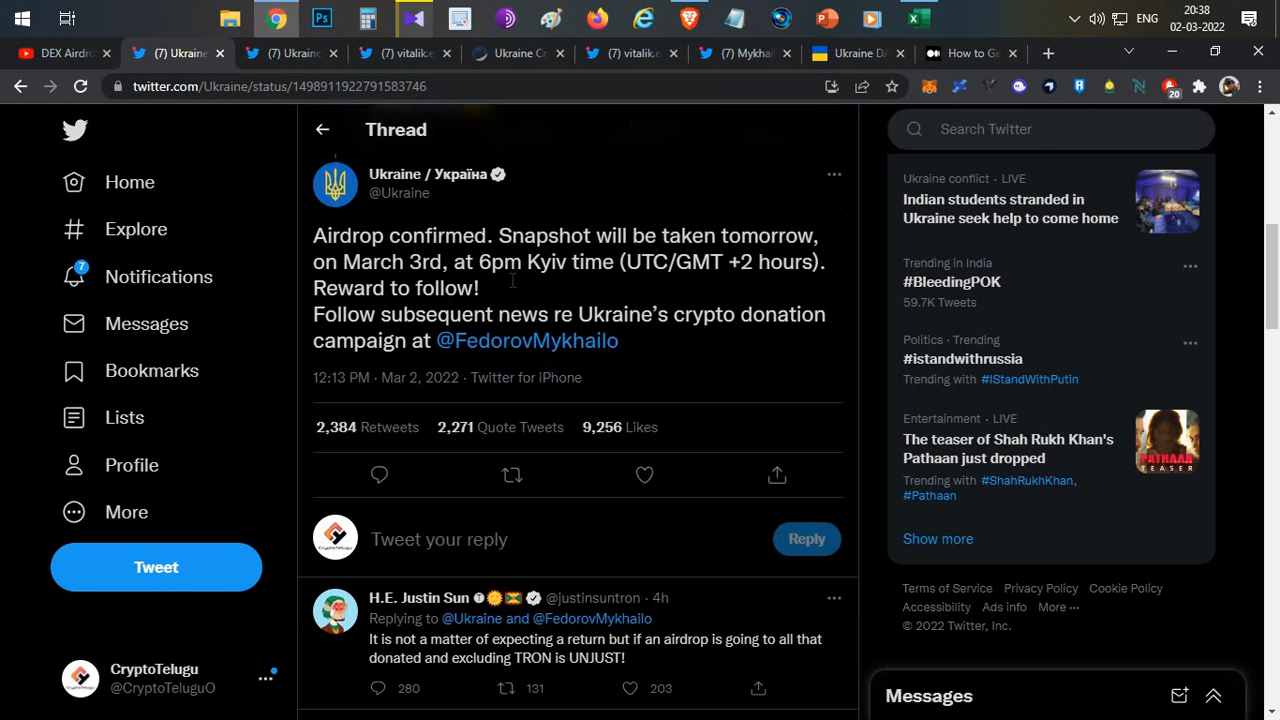 20:38
ENG
02-03-2022
DEX Airdro
(7) Ukraine
(7) Ukraine
(7) vitalik.e
Ukraine Cr
(7) vitalik.e
(7) Mykha
Ukraine DA
How to Ge
twitter.com/Ukraine/status/1498911922791583746
20
Home
Explore
7
Notifications
Messages
Bookmarks
Lists
Profile
More
Tweet
CryptoTelugu
@CryptoTeluguO
Thread
Ukraine / Україна
@Ukraine
Airdrop confirmed. Snapshot will be taken tomorrow,
on March 3rd, at 6pm Kyiv time (UTC/GMT +2 hours).
Reward to follow!
Follow subsequent news re Ukraine's crypto donation
campaign at @FedorovMykhailo
12:13 PM · Mar 2, 2022 · Twitter for iPhone
2,384 Retweets 2,271 Quote Tweets 9,256 Likes
Tweet your reply
Reply
H.E. Justin Sun @justinsuntron · 4h
Replying to @Ukraine and @FedorovMykhailo
It is not a matter of expecting a return but if an airdrop is going to all that
donated and excluding TRON is UNJUST!
280 131 203
Search Twitter
Ukraine conflict · LIVE
Indian students stranded in
Ukraine seek help to come home
Trending in India
#BleedingPOK
59.7K Tweets
Politics · Trending
#istandwithrussia
Trending with #IStandWithPutin
Entertainment · LIVE
The teaser of Shah Rukh Khan's
Pathaan just dropped
PATHAAN
TEASER
Trending with #ShahRukhKhan,
#Pathaan
Show more
Terms of Service Privacy Policy Cookie Policy
Accessibility Ads info More ···
© 2022 Twitter, Inc.
Messages